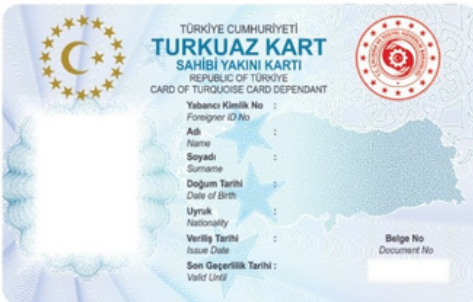 TÜRKİYE CUMHURİYETİ
TURKUAZ KART
SAHİBİ YAKINI KARTI
REPUBLIC OF TÜRKİYE
CARD OF TURQUOISE CARD DEPENDANT
Yabancı Kimlik No :
Foreigner ID No
Adı :
Name
Soyadı :
Surname
Doğum Tarihi :
Date of Birth
Uyruk :
Nationality
Veriliş Tarihi :
Issue Date
Son Geçerlilik Tarihi :
Valid Until
Belge No
Document No